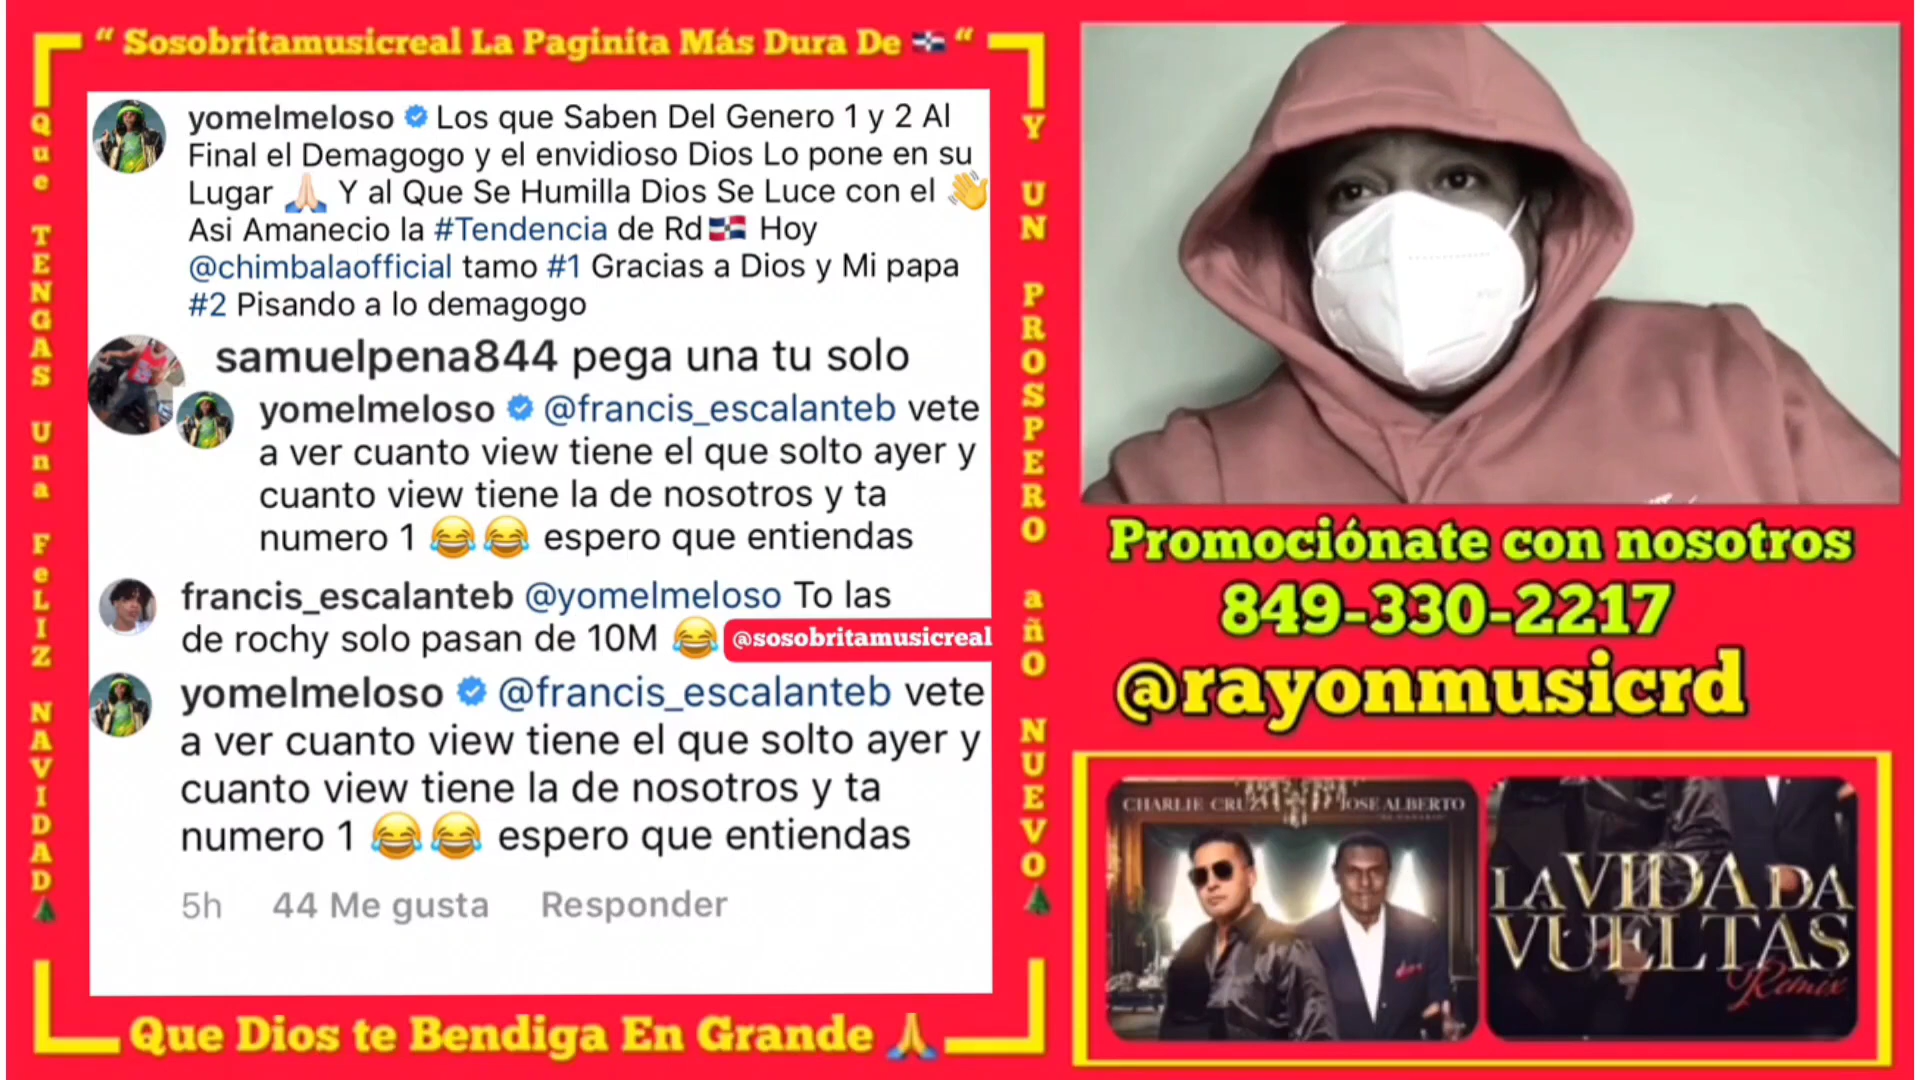 “ Sosobritamusicreal La Paginita Más Dura De 🇩🇴 “
Que TENGAS Una FeLIZ NAVIDAD🎄
yomelmeloso Los que Saben Del Genero 1 y 2 Al
Final el Demagogo y el envidioso Dios Lo pone en su
Lugar 🙏🏻 Y al Que Se Humilla Dios Se Luce con el 👋
Asi Amanecio la #Tendencia de Rd🇩🇴 Hoy
@chimbalaofficial tamo #1 Gracias a Dios y Mi papa
#2 Pisando a lo demagogo
samuelpena844 pega una tu solo
yomelmeloso @francis_escalanteb vete
a ver cuanto view tiene el que solto ayer y
cuanto view tiene la de nosotros y ta
numero 1 😂😂 espero que entiendas
francis_escalanteb @yomelmeloso To las
de rochy solo pasan de 10M 😂 @sosobritamusicreal
yomelmeloso @francis_escalanteb vete
a ver cuanto view tiene el que solto ayer y
cuanto view tiene la de nosotros y ta
numero 1 😂😂 espero que entiendas
5h 44 Me gusta Responder
Y UN PROSPERO año NUEVO🎄
Que Dios te Bendiga En Grande 🙏
Promociónate con nosotros
849-330-2217
@rayonmusicrd
CHARLIE CRUZ JOSE ALBERTO
LA VIDA DA
VUELTAS
Remix